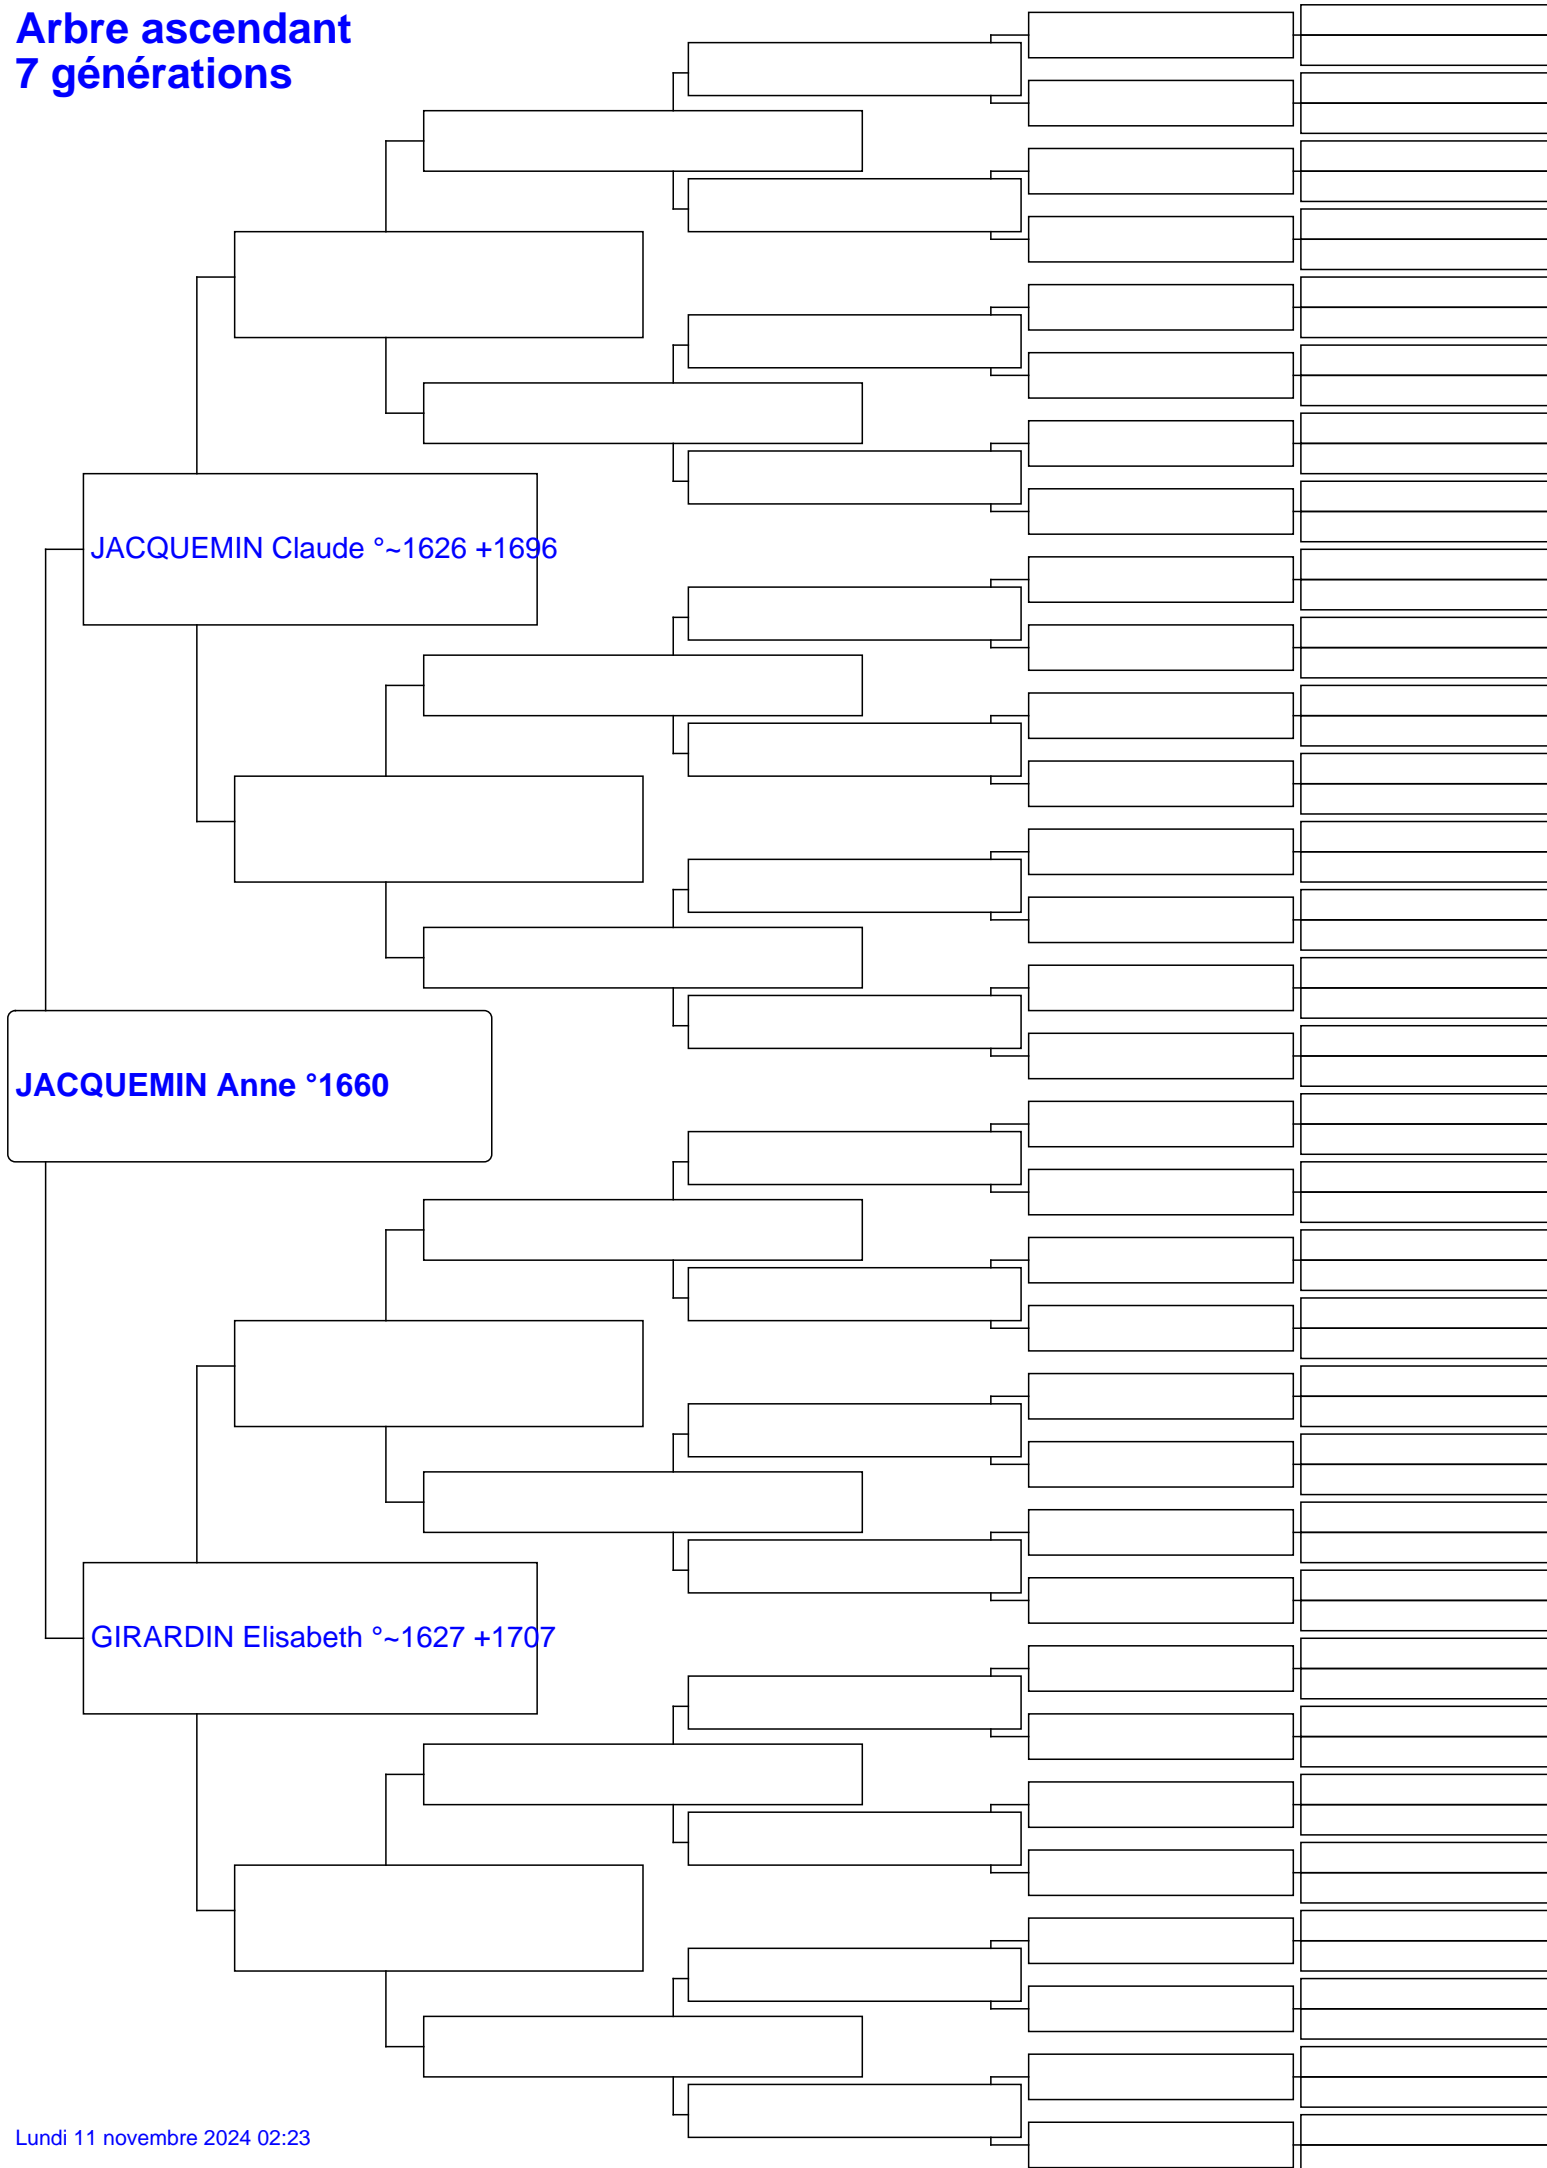 Arbre ascendant
7 générations
JACQUEMIN Claude °~1626 +1696
JACQUEMIN Anne °1660
GIRARDIN Elisabeth °~1627 +1707
Lundi 11 novembre 2024 02:23